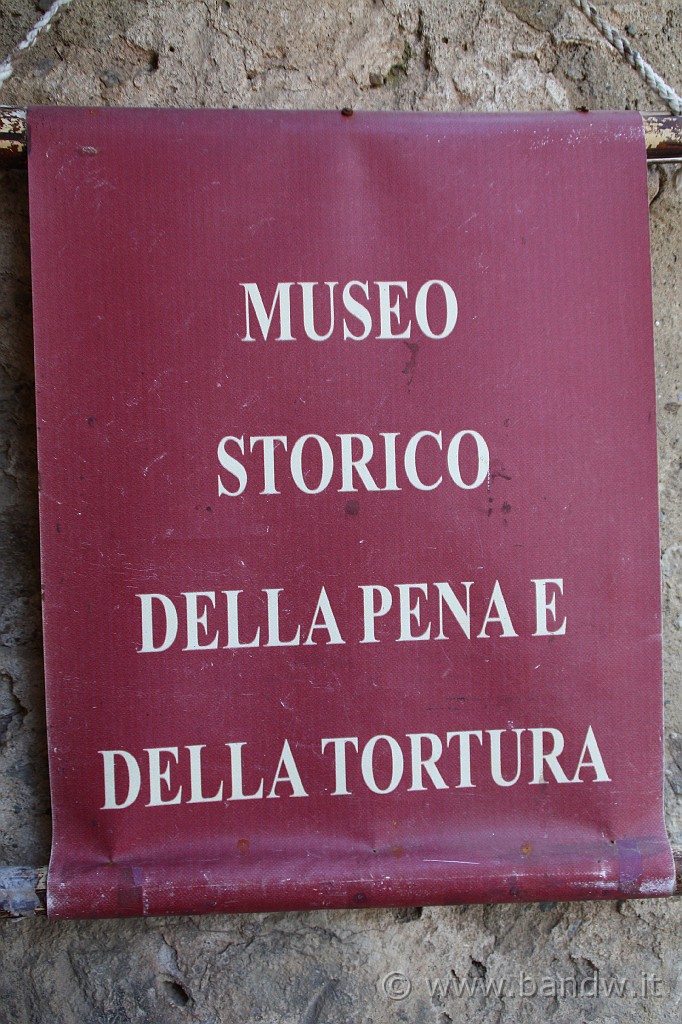 MUSEO
STORICO
DELLA PENA E
DELLA TORTURA
© www.bandw.it